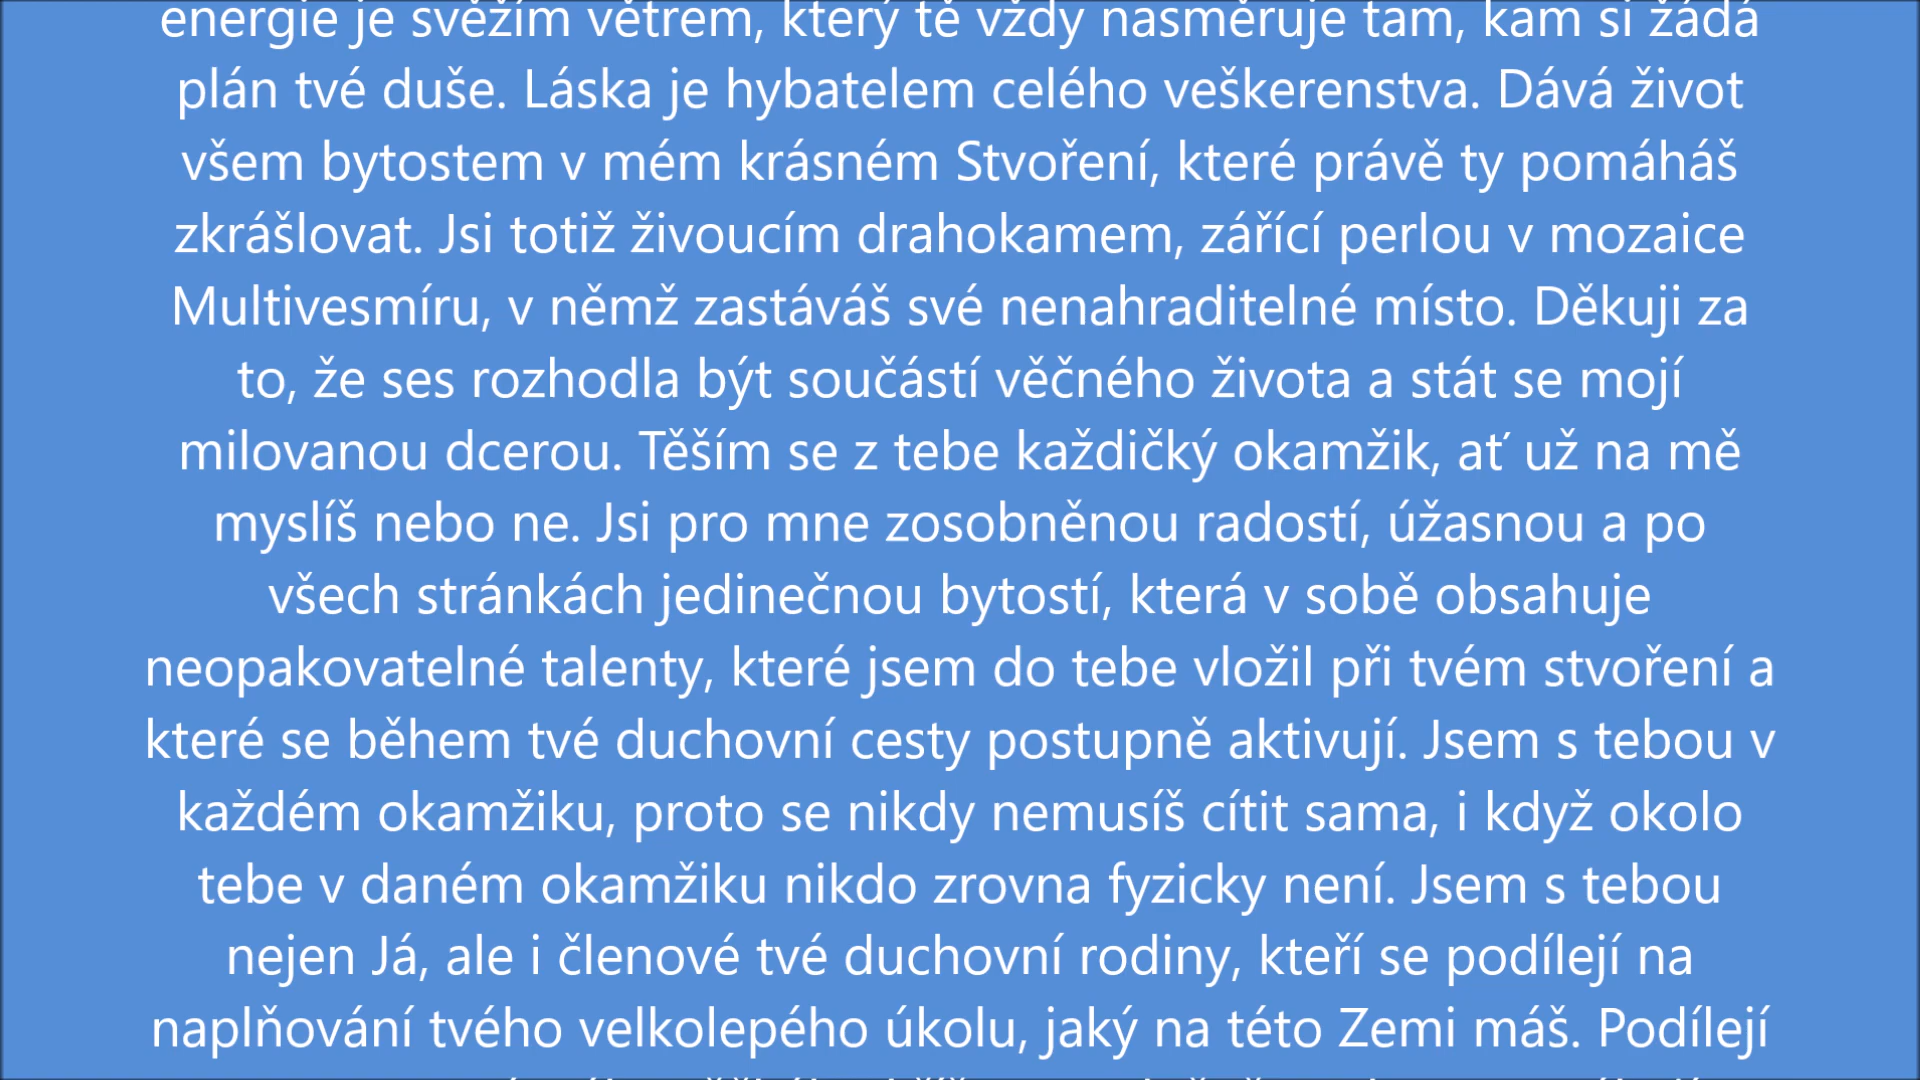 energie je svěžím větrem, který tě vždy nasměruje tam, kam si žádá
plán tvé duše. Láska je hybatelem celého veškerenstva. Dává život
všem bytostem v mém krásném Stvoření, které právě ty pomáháš
zkrášlovat. Jsi totiž živoucím drahokamem, zářící perlou v mozaice
Multivesmíru, v němž zastáváš své nenahraditelné místo. Děkuji za
to, že ses rozhodla být součástí věčného života a stát se mojí
milovanou dcerou. Těším se z tebe každičký okamžik, ať už na mě
myslíš nebo ne. Jsi pro mne zosobněnou radostí, úžasnou a po
všech stránkách jedinečnou bytostí, která v sobě obsahuje
neopakovatelné talenty, které jsem do tebe vložil při tvém stvoření a
které se během tvé duchovní cesty postupně aktivují. Jsem s tebou v
každém okamžiku, proto se nikdy nemusíš cítit sama, i když okolo
tebe v daném okamžiku nikdo zrovna fyzicky není. Jsem s tebou
nejen Já, ale i členové tvé duchovní rodiny, kteří se podílejí na
naplňování tvého velkolepého úkolu, jaký na této Zemi máš. Podílejí